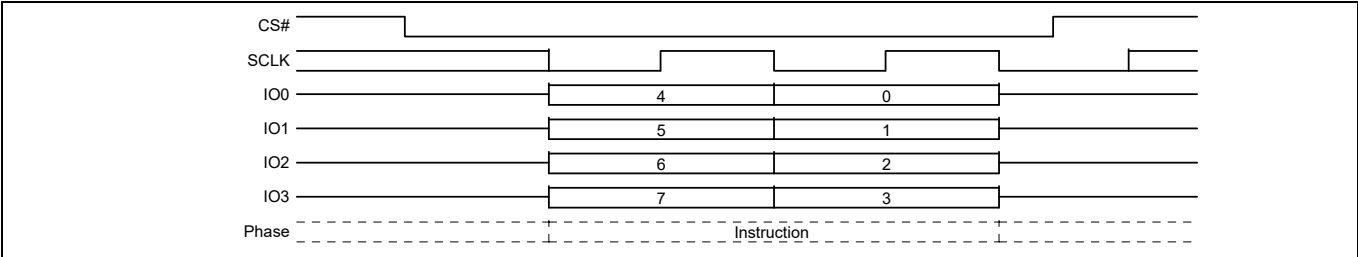 CS#
SCLK
IO0 4 0
IO1 5 1
IO2 6 2
IO3 7 3
Phase Instruction